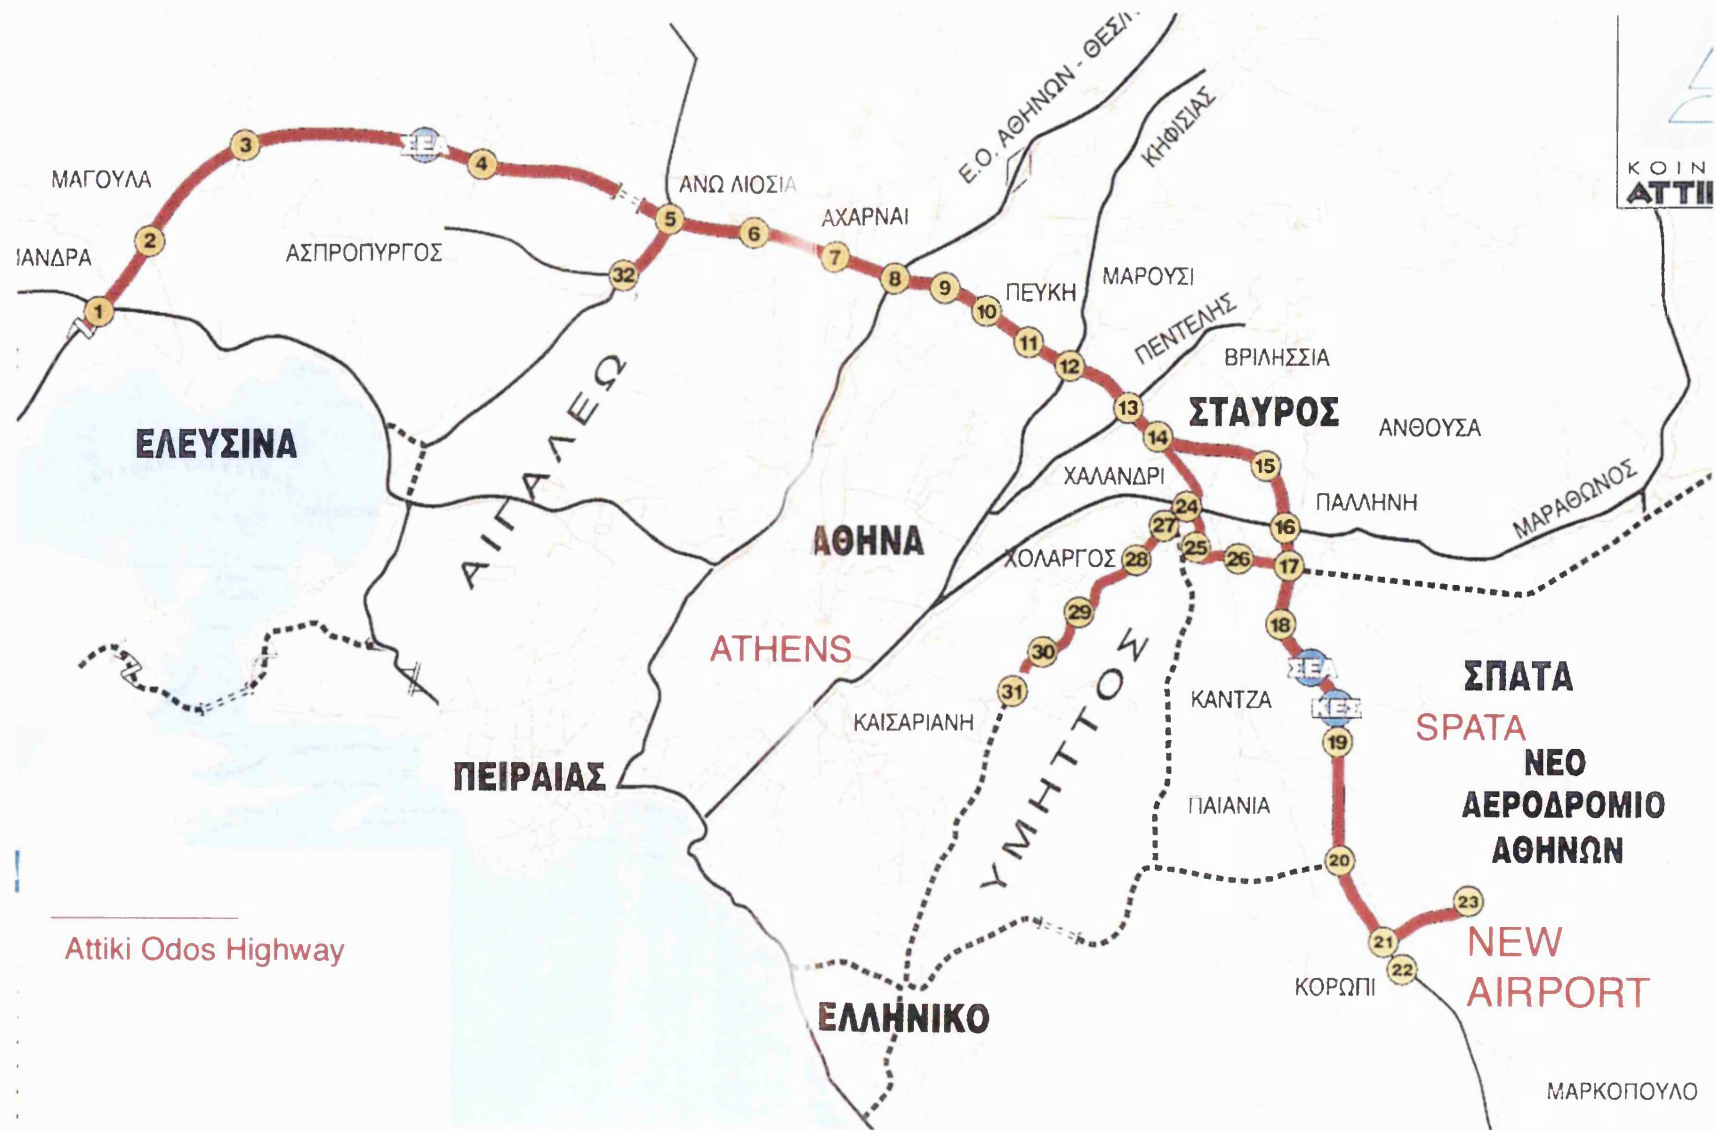 Ε.Ο. ΑΘΗΝΩΝ - ΘΕΣ/Ν
ΚΗΦΙΣΙΑΣ
ΚΟΙΝ
ΑΤΤΙ
3
ΣΕΑ
4
ΜΑΓΟΥΛΑ
ΑΝΩ ΛΙΟΣΙΑ
5
6
ΑΧΑΡΝΑΙ
7
2
ΙΑΝΔΡΑ
ΑΣΠΡΟΠΥΡΓΟΣ
32
8
9
ΠΕΥΚΗ
ΜΑΡΟΥΣΙ
1
10
11
12
ΠΕΝΤΕΛΗΣ
ΒΡΙΛΗΣΣΙΑ
13
ΣΤΑΥΡΟΣ
ΑΝΘΟΥΣΑ
ΕΛΕΥΣΙΝΑ
ΑΙΓΑΛΕΩ
14
15
ΧΑΛΑΝΔΡΙ
ΠΑΛΛΗΝΗ
ΜΑΡΑΘΩΝΟΣ
24
27
16
ΑΘΗΝΑ
ΧΟΛΑΡΓΟΣ
28
25
26
17
29
18
ATHENS
30
ΣΕΑ
31
ΥΜΗΤΤΟΣ
ΚΑΝΤΖΑ
ΣΠΑΤΑ
ΚΕΣ
ΚΑΙΣΑΡΙΑΝΗ
SPATA
19
ΠΕΙΡΑΙΑΣ
ΝΕΟ
ΑΕΡΟΔΡΟΜΙΟ
ΑΘΗΝΩΝ
ΠΑΙΑΝΙΑ
20
23
Attiki Odos Highway
21
NEW
AIRPORT
22
ΚΟΡΩΠΙ
ΕΛΛΗΝΙΚΟ
ΜΑΡΚΟΠΟΥΛΟ